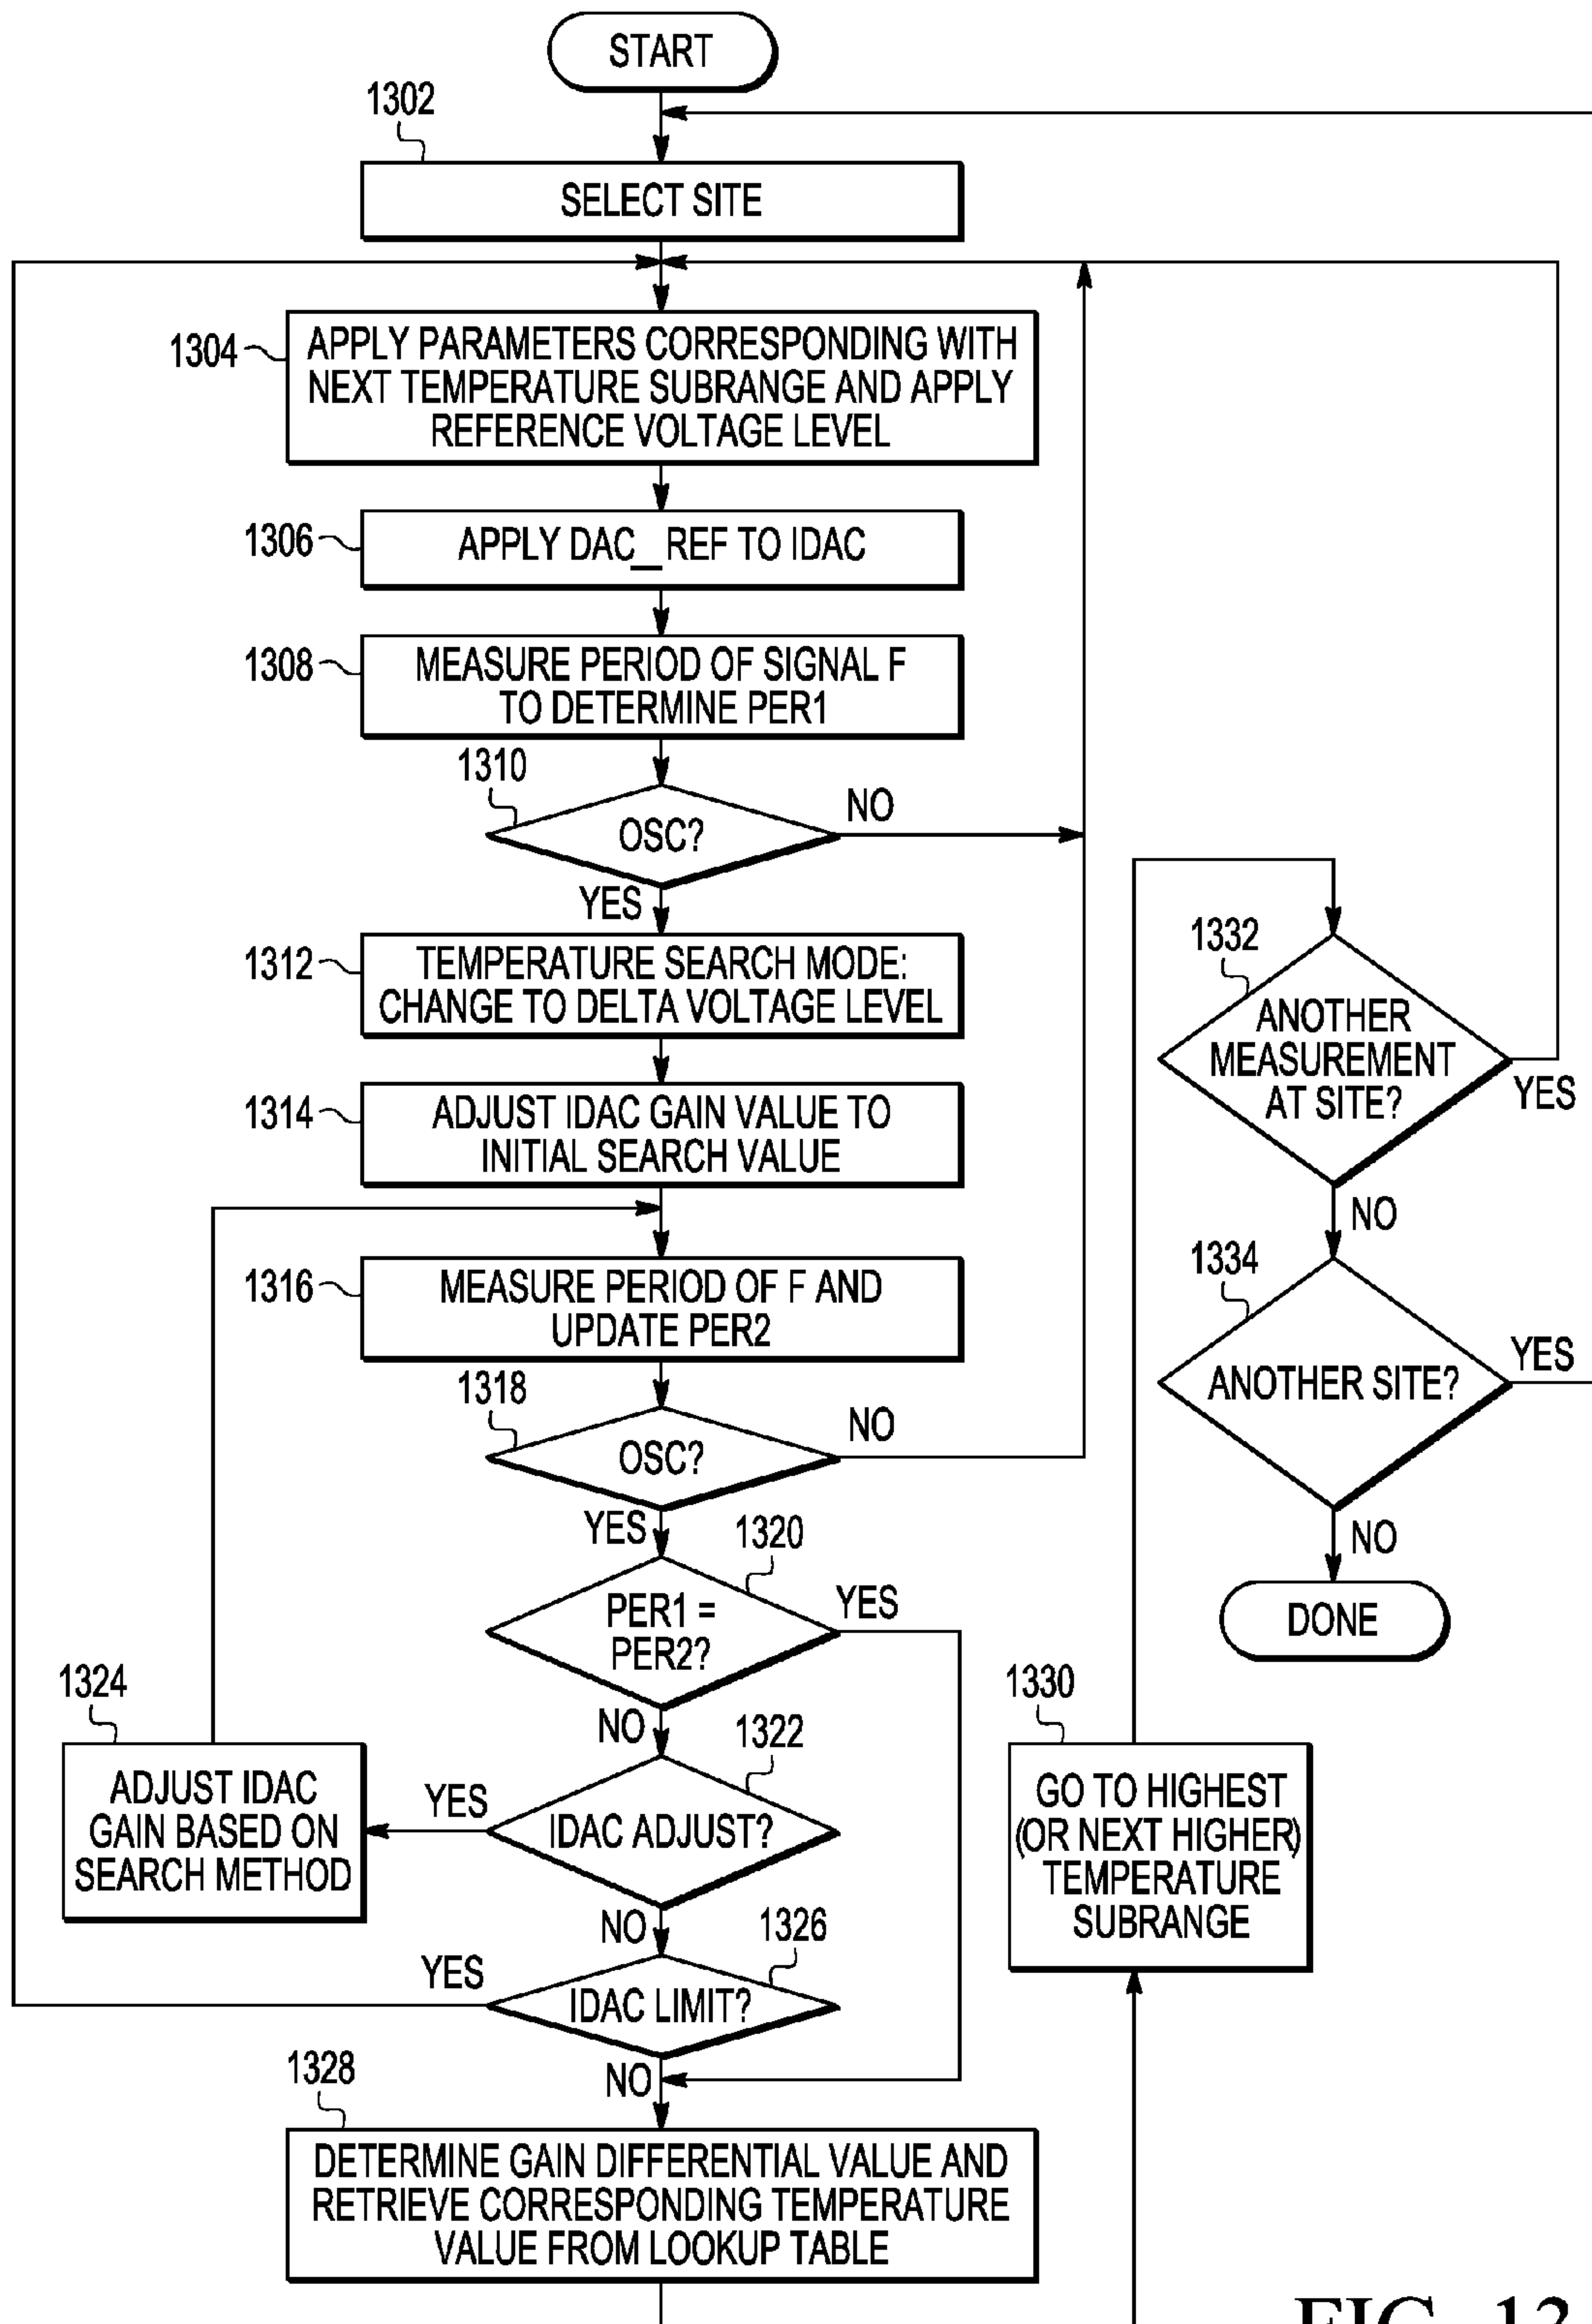 START
1302
SELECT SITE
1304
APPLY PARAMETERS CORRESPONDING WITH
NEXT TEMPERATURE SUBRANGE AND APPLY
REFERENCE VOLTAGE LEVEL
1306
APPLY DAC_REF TO IDAC
1308
MEASURE PERIOD OF SIGNAL F
TO DETERMINE PER1
1310
OSC?
NO
YES
1312
TEMPERATURE SEARCH MODE:
CHANGE TO DELTA VOLTAGE LEVEL
1314
ADJUST IDAC GAIN VALUE TO
INITIAL SEARCH VALUE
1316
MEASURE PERIOD OF F AND
UPDATE PER2
1318
OSC?
NO
YES
1320
PER1 =
PER2?
YES
NO
1322
IDAC ADJUST?
YES
1324
ADJUST IDAC
GAIN BASED ON
SEARCH METHOD
NO
1326
IDAC LIMIT?
YES
NO
1328
DETERMINE GAIN DIFFERENTIAL VALUE AND
RETRIEVE CORRESPONDING TEMPERATURE
VALUE FROM LOOKUP TABLE
1330
GO TO HIGHEST
(OR NEXT HIGHER)
TEMPERATURE
SUBRANGE
1332
ANOTHER
MEASUREMENT
AT SITE?
YES
NO
1334
ANOTHER SITE?
YES
NO
DONE
FIG. 13